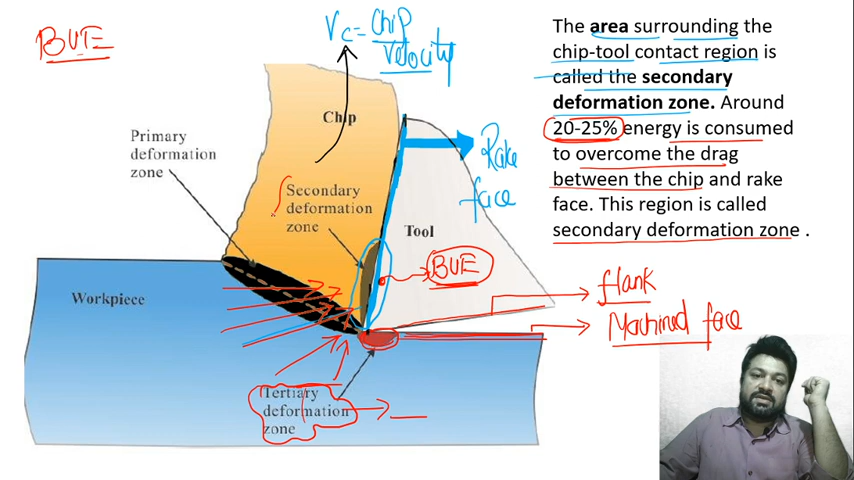 BUE
Vc = Chip
Velocity
The area surrounding the
chip-tool contact region is
called the secondary
deformation zone. Around
20-25% energy is consumed
to overcome the drag
between the chip and rake
face. This region is called
secondary deformation zone .
Chip
Primary
deformation
zone
Secondary
deformation
zone
Rake
face
Tool
BUE
Workpiece
flank
Machined face
Tertiary
deformation
zone